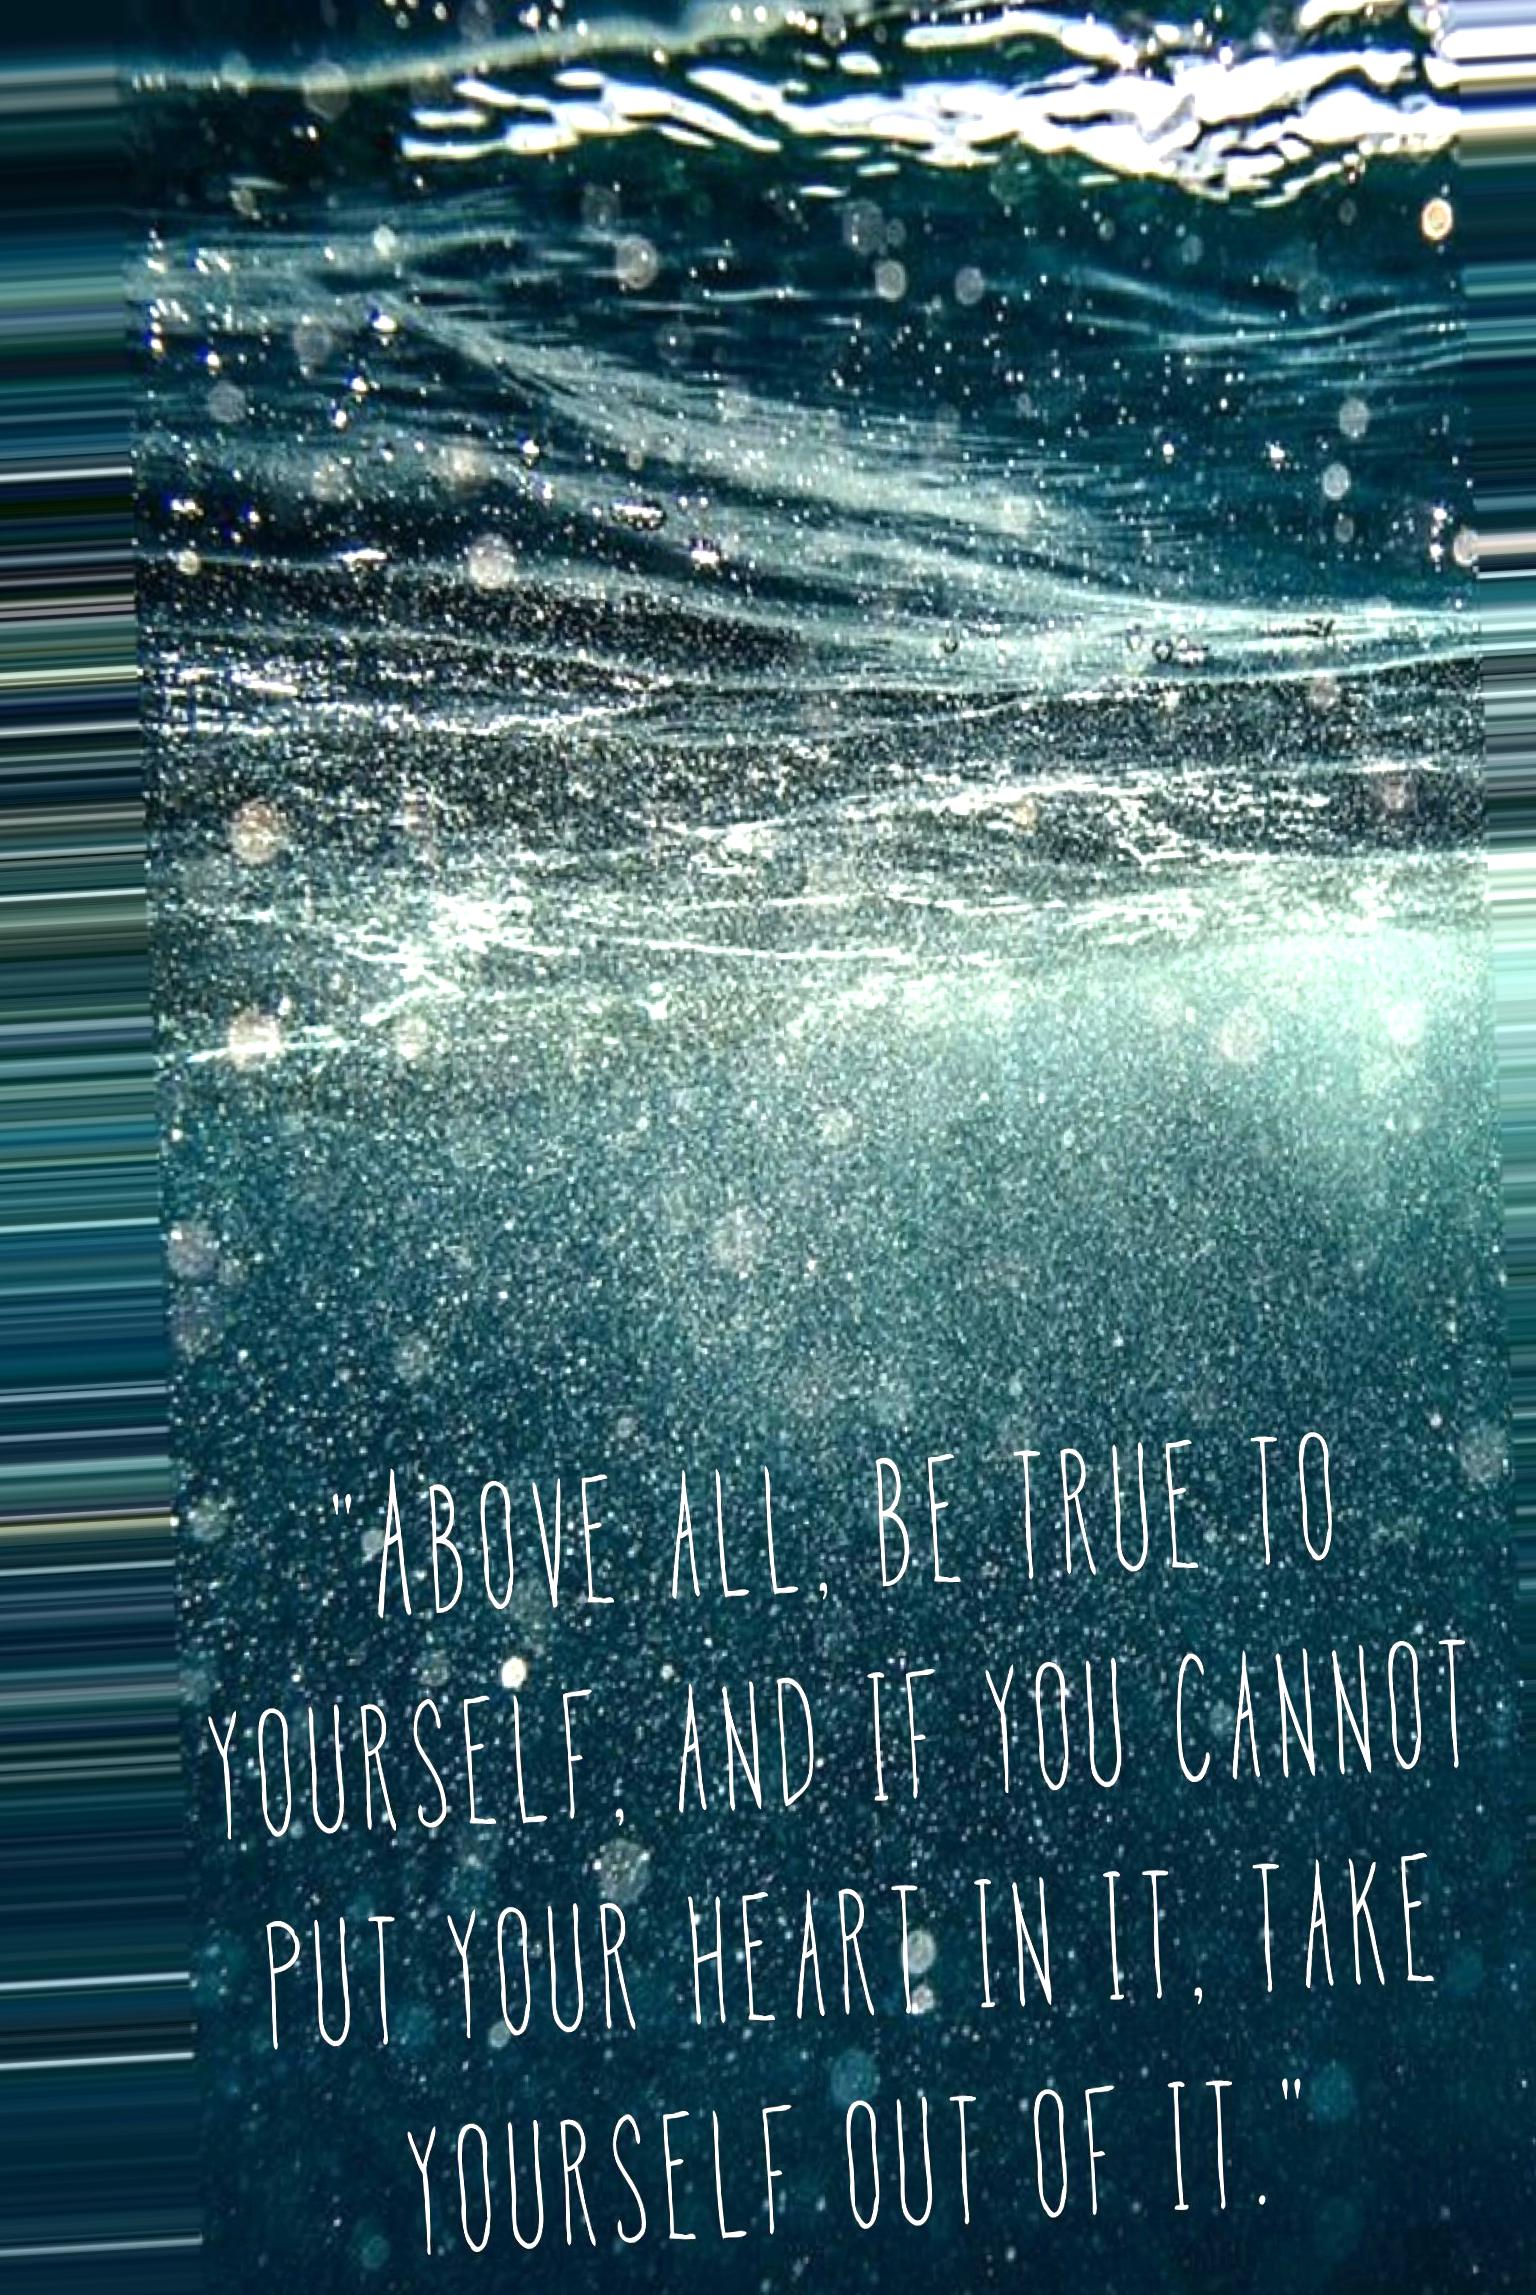 "ABOVE ALL, BE TRUE TO
YOURSELF, AND IF YOU CANNOT
PUT YOUR HEART IN IT, TAKE
YOURSELF OUT OF IT."